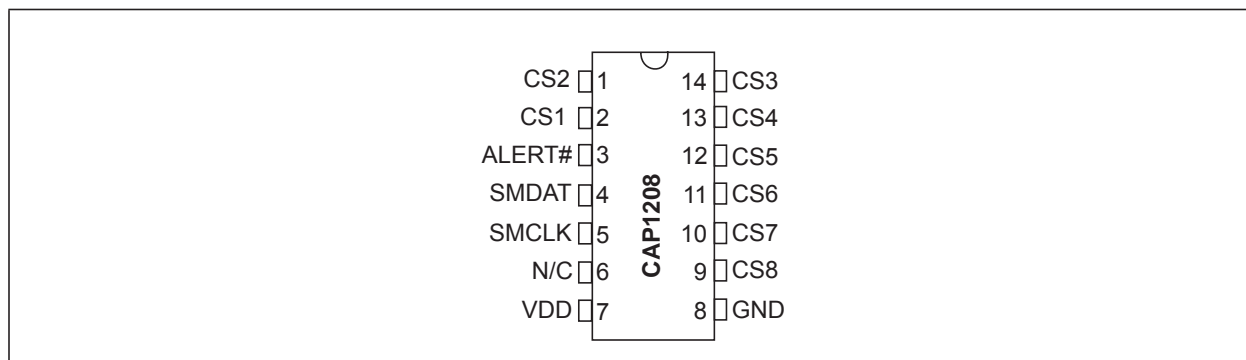 CS2 1 14 CS3
CS1 2 13 CS4
ALERT# 3 12 CS5
SMDAT 4 11 CS6
SMCLK 5 10 CS7
N/C 6 9 CS8
VDD 7 8 GND
CAP1208